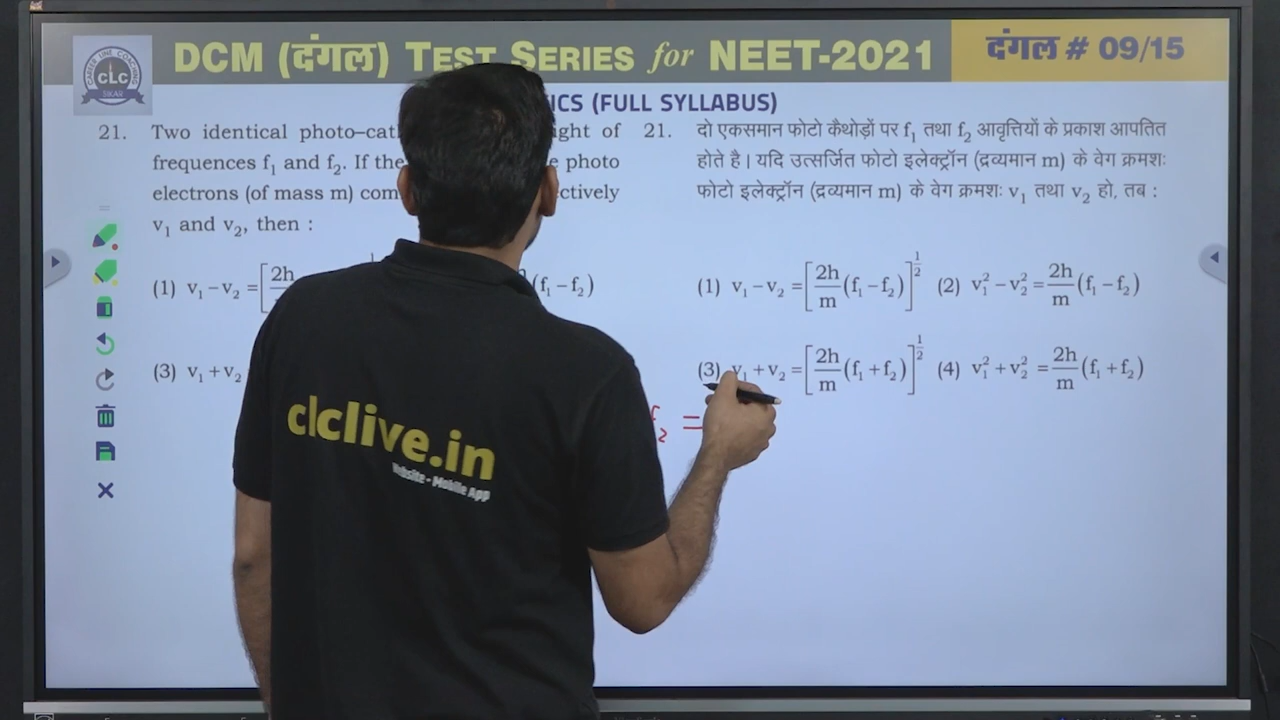 DCM (दंगल) TEST SERIES for NEET-2021
दंगल # 09/15
CLC
SIKAR
ICS (FULL SYLLABUS)
21. Two identical photo-cat ight of
frequences f₁ and f₂. If the photo
electrons (of mass m) com ctively
v₁ and v₂, then :
(1) v₁ – v₂ = [2h (f₁ – f₂)
(3) v₁ + v₂
21. दो एकसमान फोटो कैथोड़ों पर f₁ तथा f₂ आवृत्तियों के प्रकाश आपतित
होते है। यदि उत्सर्जित फोटो इलेक्ट्रॉन (द्रव्यमान m) के वेग क्रमशः
फोटो इलेक्ट्रॉन (द्रव्यमान m) के वेग क्रमशः v₁ तथा v₂ हो, तब :
(1) v₁ – v₂ = [2h/m (f₁ – f₂)]^1/2 (2) v₁² – v₂² = 2h/m (f₁ – f₂)
(3) v₁ + v₂ = [2h/m (f₁ + f₂)]^1/2 (4) v₁² + v₂² = 2h/m (f₁ + f₂)
f₂ =
clclive.in
Website - Mobile App